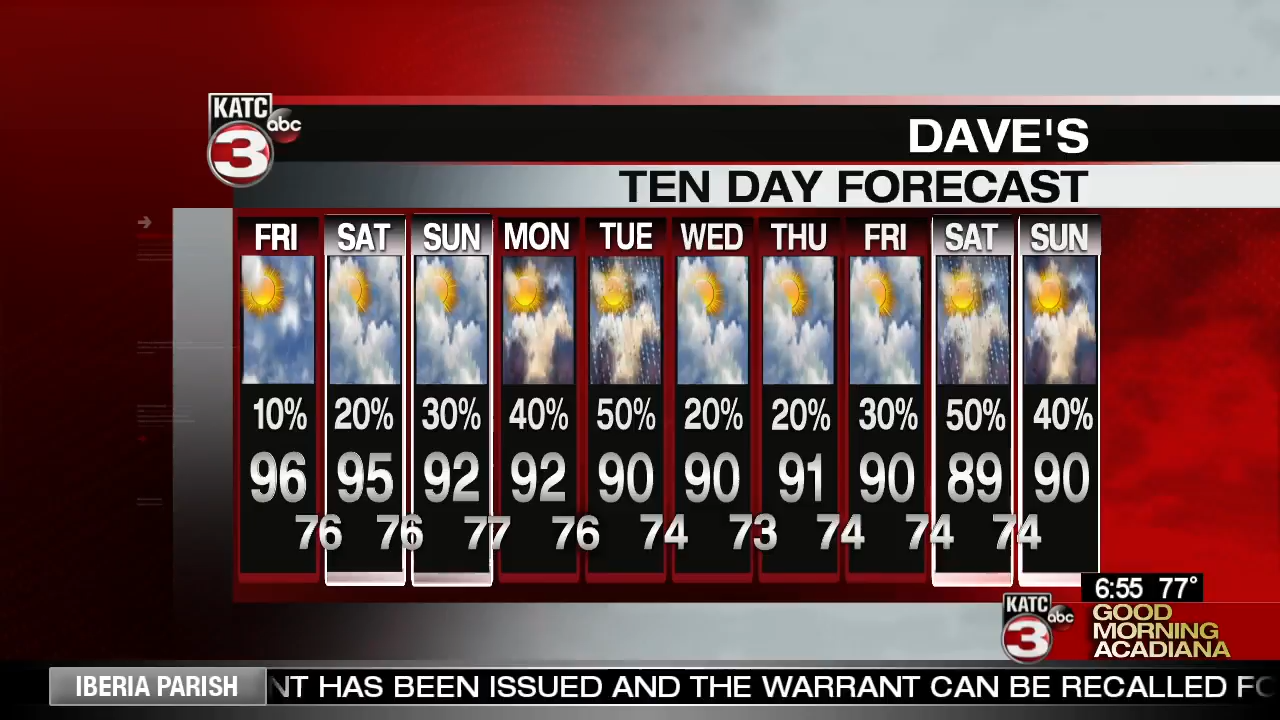 KATC
abc
3
DAVE'S
TEN DAY FORECAST
FRI SAT SUN MON TUE WED THU FRI SAT SUN
10% 20% 30% 40% 50% 20% 20% 30% 50% 40%
96 95 92 92 90 90 91 90 89 90
76 76 77 76 74 73 74 74 74
6:55 77°
KATC
abc
3
GOOD
MORNING
ACADIANA
IBERIA PARISH NT HAS BEEN ISSUED AND THE WARRANT CAN BE RECALLED FO